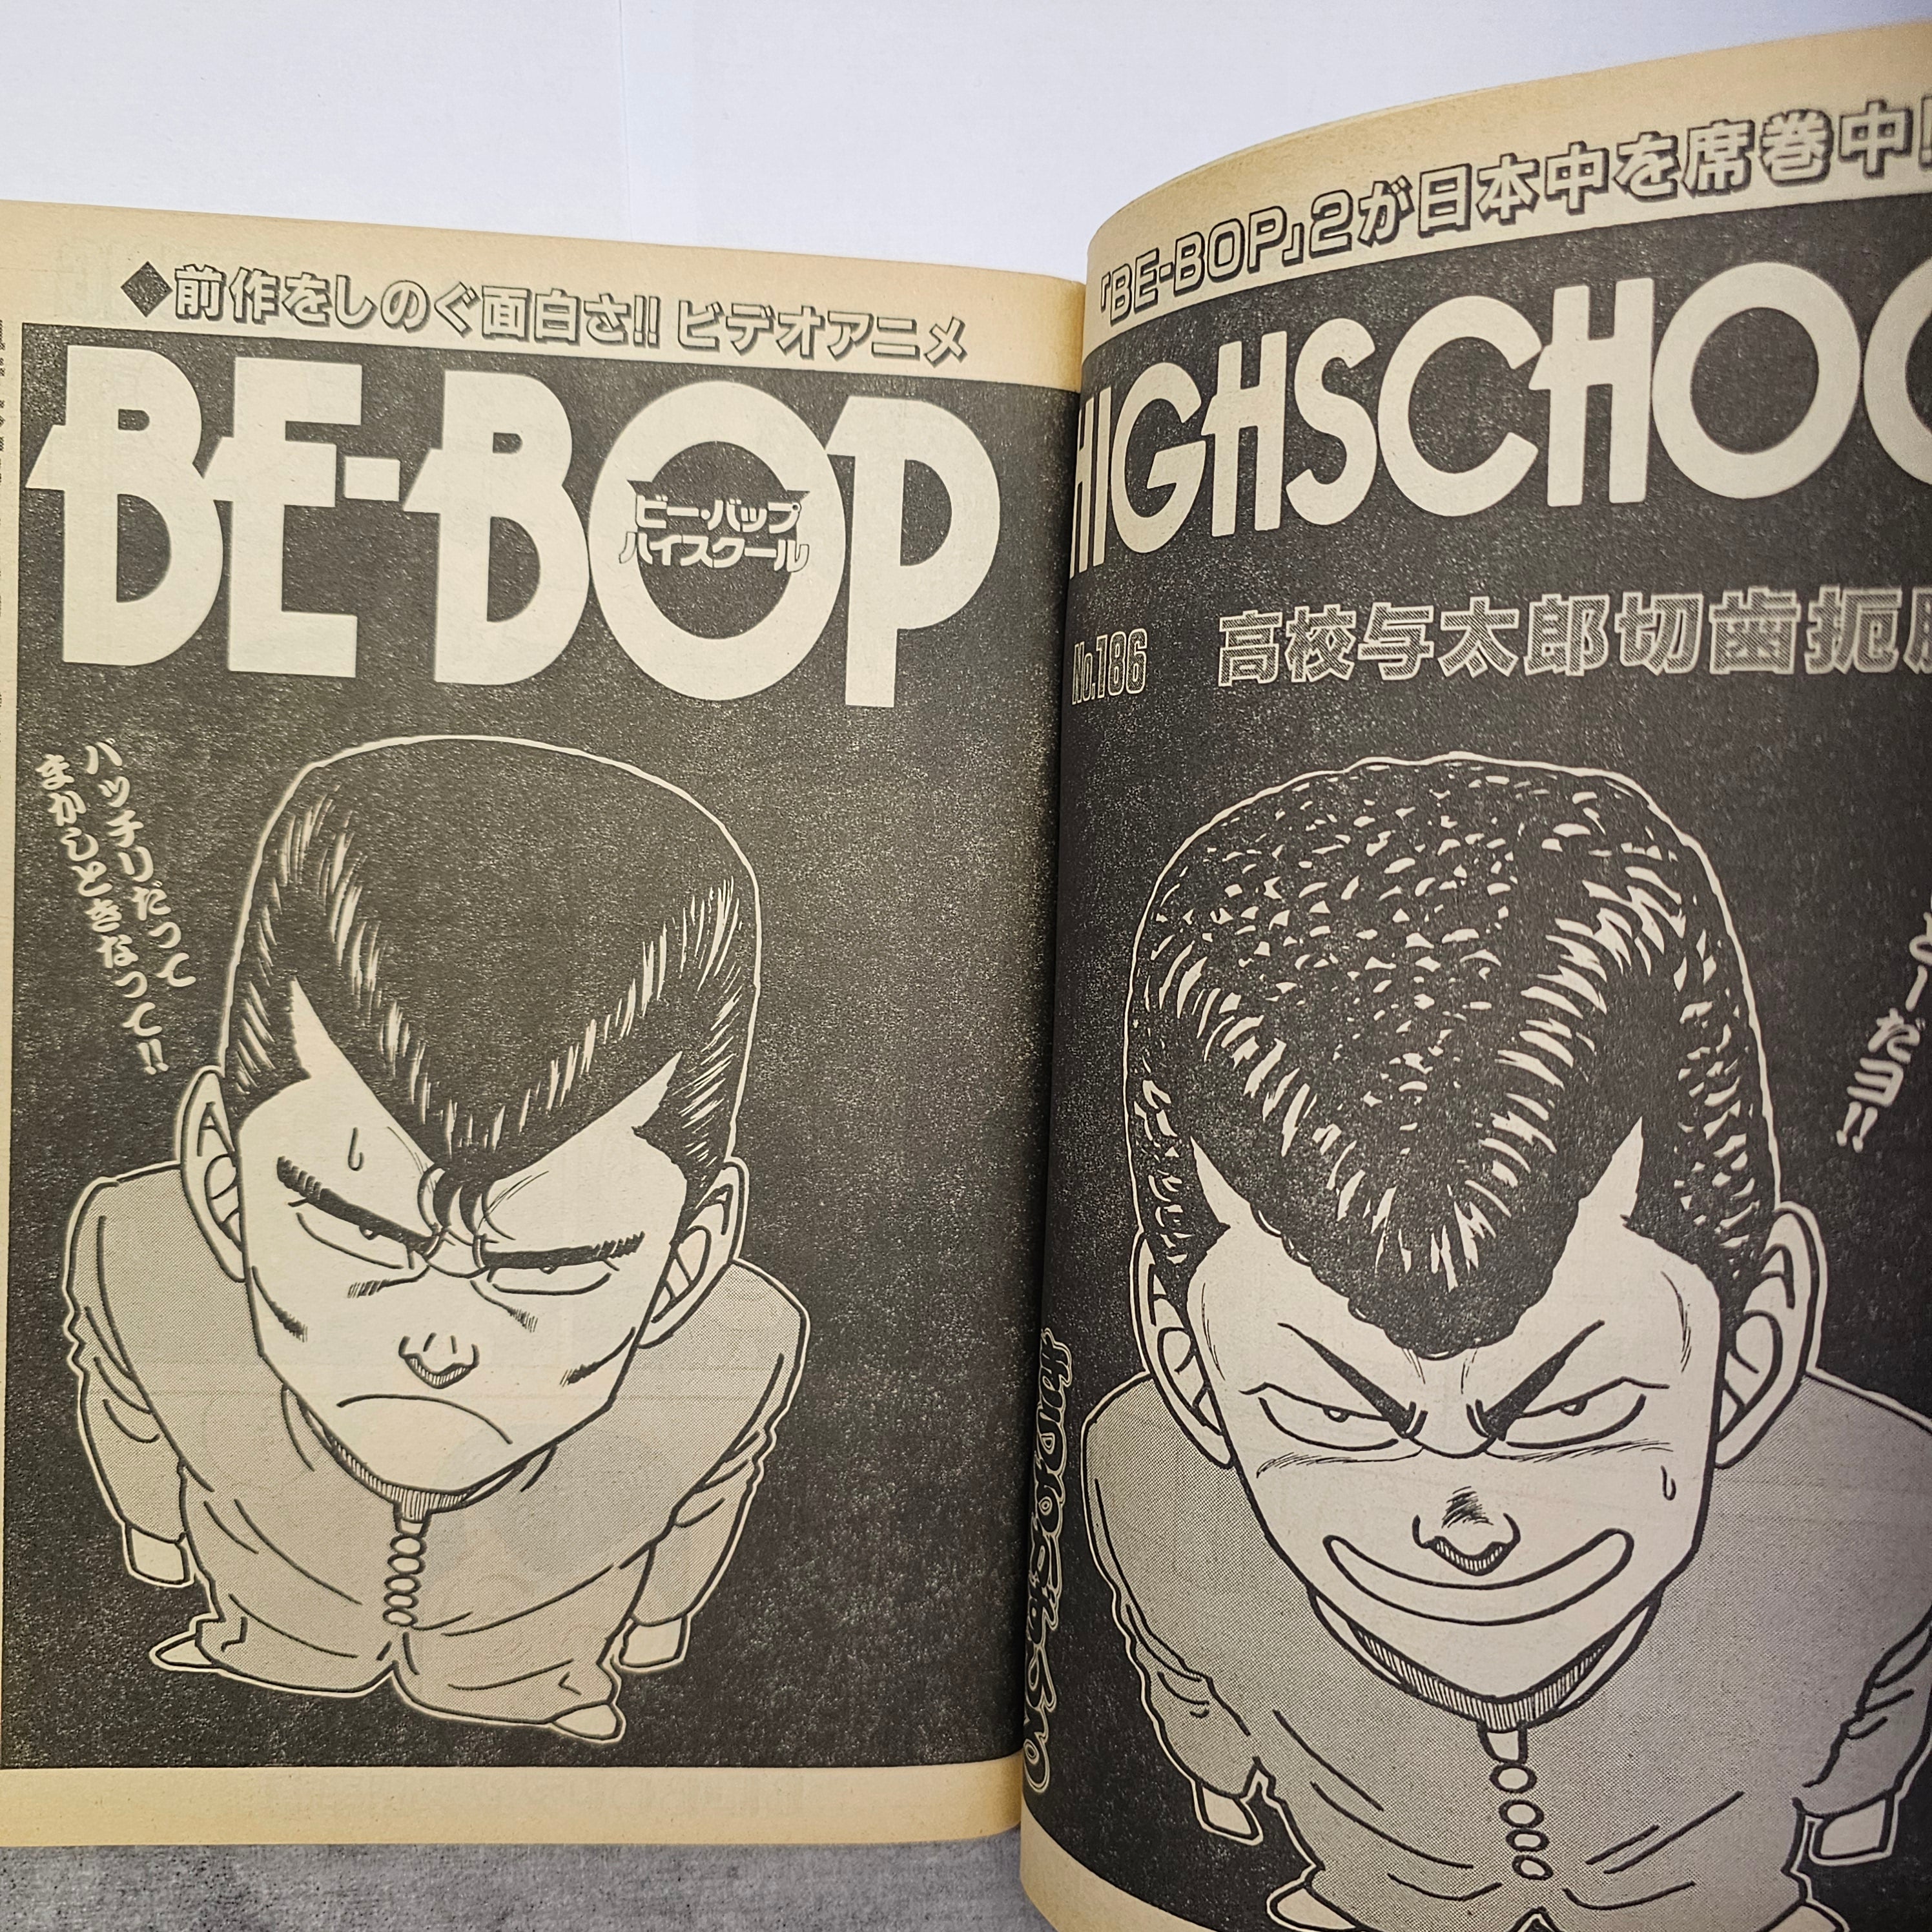 ◆前作をしのぐ面白さ!! ビデオアニメ
BE-BOP
ビー・バップ
ハイスクール
バッチリだって
まかしときなって!!
「BE-BOP」2が日本中を席巻中!
HIGHSCHOO
No.186
高校与太郎切歯扼
だヨ!!